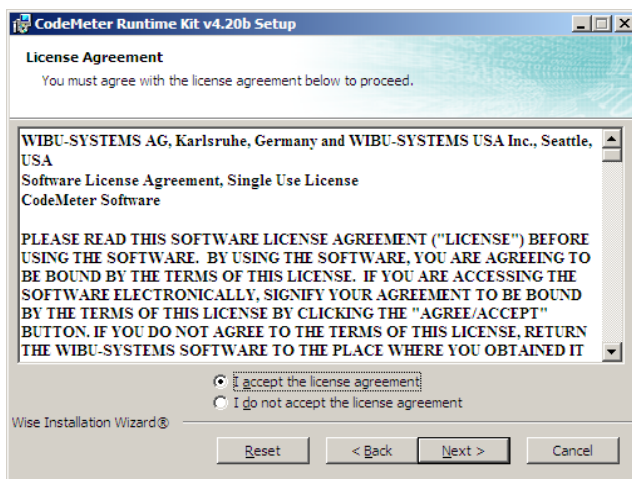 CodeMeter Runtime Kit v4.20b Setup
License Agreement
You must agree with the license agreement below to proceed.
WIBU-SYSTEMS AG, Karlsruhe, Germany and WIBU-SYSTEMS USA Inc., Seattle,
USA
Software License Agreement, Single Use License
CodeMeter Software
PLEASE READ THIS SOFTWARE LICENSE AGREEMENT ("LICENSE") BEFORE
USING THE SOFTWARE.  BY USING THE SOFTWARE, YOU ARE AGREEING TO
BE BOUND BY THE TERMS OF THIS LICENSE.  IF YOU ARE ACCESSING THE
SOFTWARE ELECTRONICALLY, SIGNIFY YOUR AGREEMENT TO BE BOUND
BY THE TERMS OF THIS LICENSE BY CLICKING THE "AGREE/ACCEPT"
BUTTON. IF YOU DO NOT AGREE TO THE TERMS OF THIS LICENSE, RETURN
THE WIBU-SYSTEMS SOFTWARE TO THE PLACE WHERE YOU OBTAINED IT
I accept the license agreement
I do not accept the license agreement
Wise Installation Wizard®
Reset
< Back
Next >
Cancel